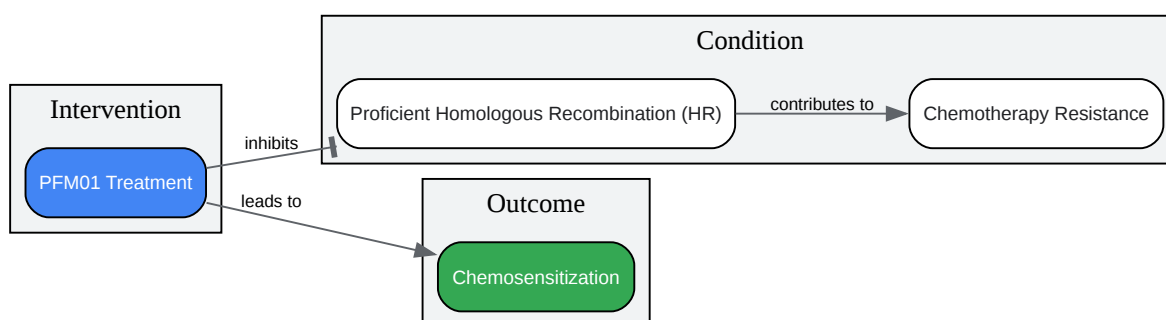 Condition
Proficient Homologous Recombination (HR)
contributes to
Chemotherapy Resistance
Intervention
PFM01 Treatment
inhibits
leads to
Outcome
Chemosensitization